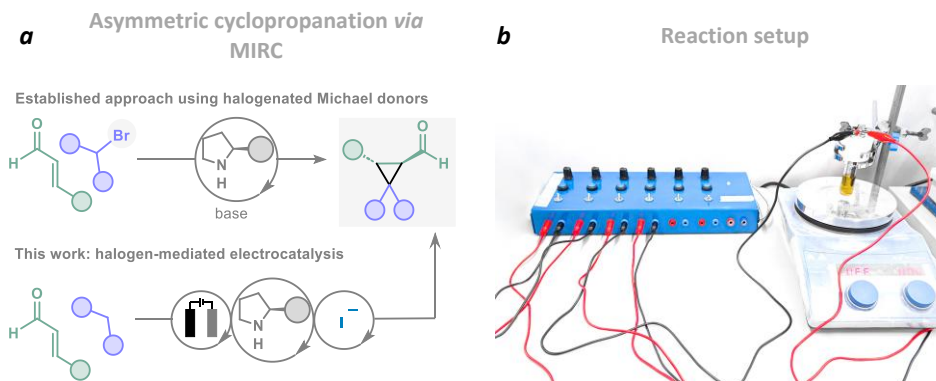 a
Asymmetric cyclopropanation via
MIRC
Established approach using halogenated Michael donors
O
H
Br
N
H
base
O
H
This work: halogen-mediated electrocatalysis
O
H
N
H
I⁻
b
Reaction setup